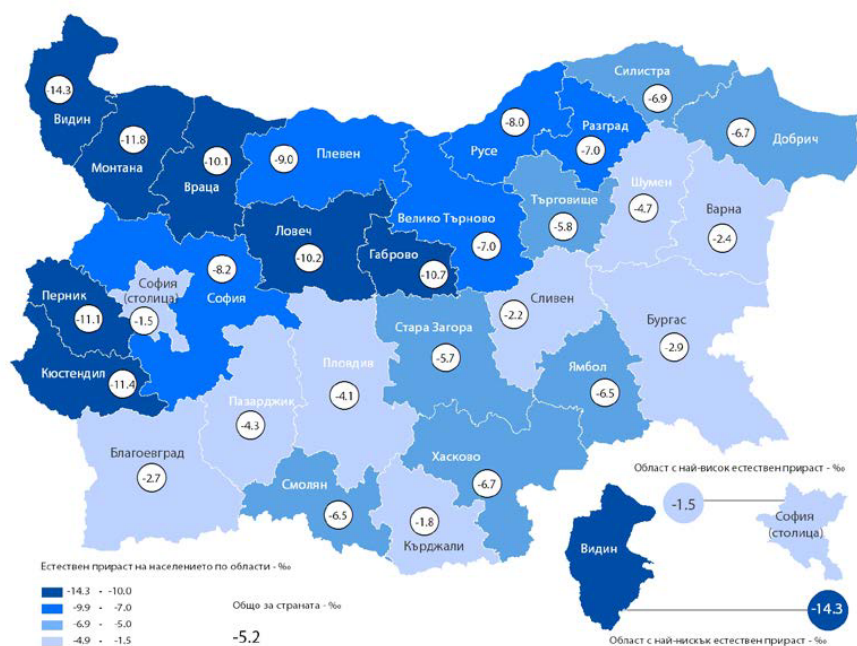 Силистра
-6.9
-14.3
Видин
-8.0
Разград
-6.7
Добрич
-11.8
Монтана
-10.1
Враца
-9.0
Плевен
Русе
-7.0
Шумен
-4.7
Варна
-2.4
Търговище
-5.8
Велико Търново
-7.0
Ловеч
-10.2
Габрово
-10.7
-8.2
София
София
(столица)
-1.5
Перник
-11.1
Сливен
-2.2
Бургас
-2.9
Стара Загора
-5.7
Кюстендил
-11.4
Пловдив
-4.1
Ямбол
-6.5
Пазарджик
-4.3
Благоевград
-2.7
Хасково
-6.7
Смолян
-6.5
-1.8
Кърджали
Област с най-висок естествен прираст - ‰
-1.5
София
(столица)
Видин
-14.3
Област с най-нискък естествен прираст - ‰
Естествен прираст на населението по области - ‰
-14.3 - -10.0
-9.9 - -7.0
-6.9 - -5.0
-4.9 - -1.5
Общо за страната - ‰
-5.2